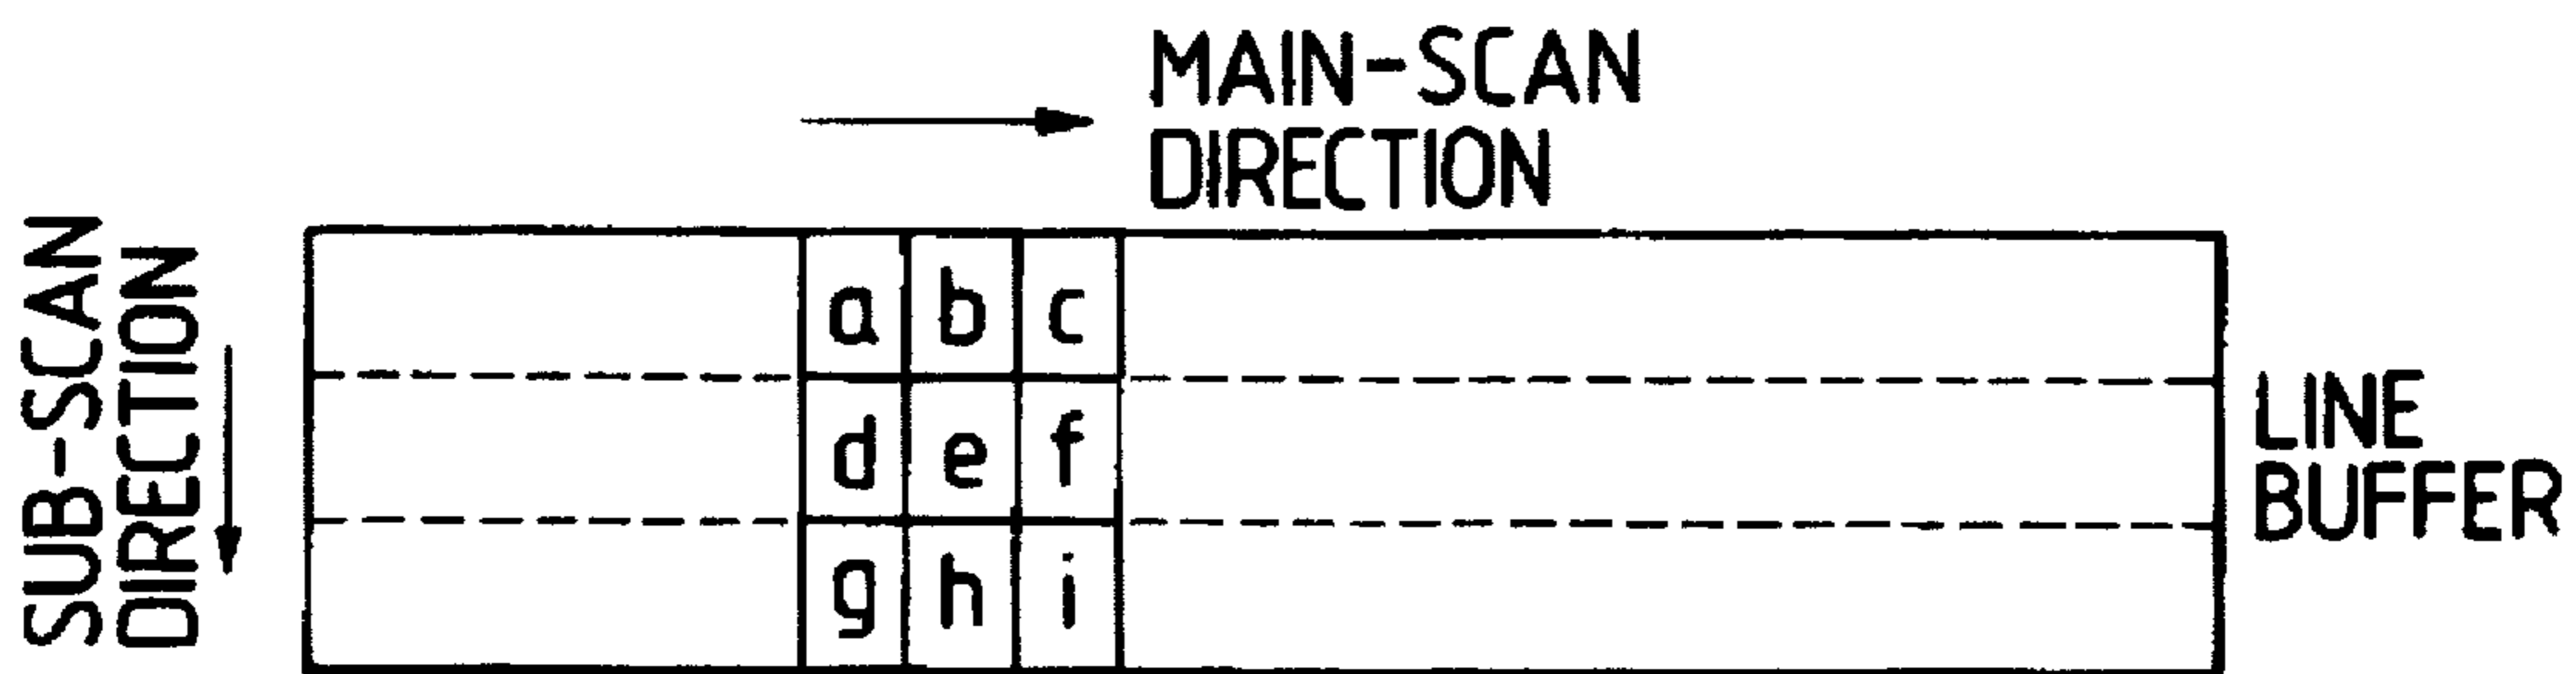 MAIN-SCAN
DIRECTION
SUB-SCAN
DIRECTION
a b c
d e f
g h i
LINE
BUFFER